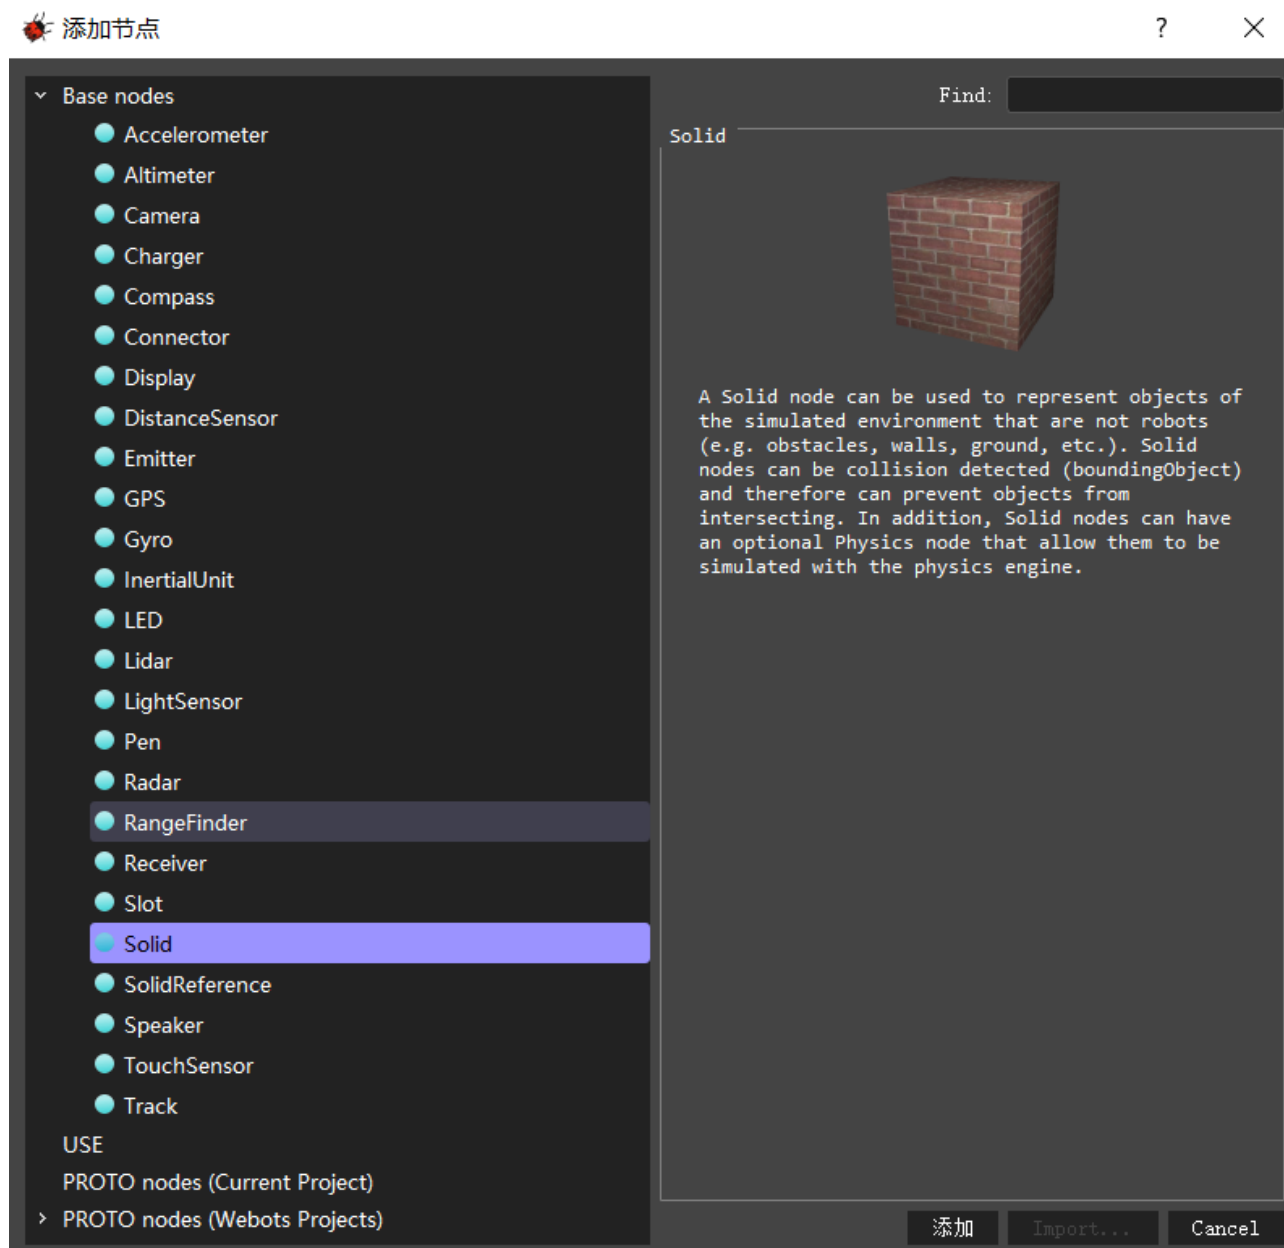 添加节点
?
Base nodes
Accelerometer
Altimeter
Camera
Charger
Compass
Connector
Display
DistanceSensor
Emitter
GPS
Gyro
InertialUnit
LED
Lidar
LightSensor
Pen
Radar
RangeFinder
Receiver
Slot
Solid
SolidReference
Speaker
TouchSensor
Track
USE
PROTO nodes (Current Project)
PROTO nodes (Webots Projects)
Find:
Solid
A Solid node can be used to represent objects of
the simulated environment that are not robots
(e.g. obstacles, walls, ground, etc.). Solid
nodes can be collision detected (boundingObject)
and therefore can prevent objects from
intersecting. In addition, Solid nodes can have
an optional Physics node that allow them to be
simulated with the physics engine.
添加
Import...
Cancel